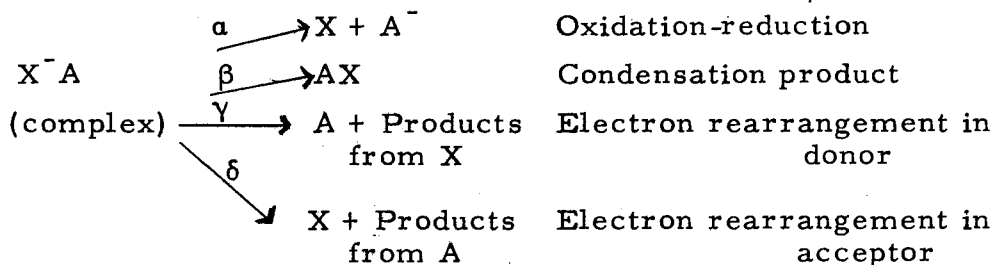 α X + A⁻ Oxidation-reduction
X⁻A β AX Condensation product
γ
(complex) A + Products Electron rearrangement in
from X donor
δ
X + Products Electron rearrangement in
from A acceptor